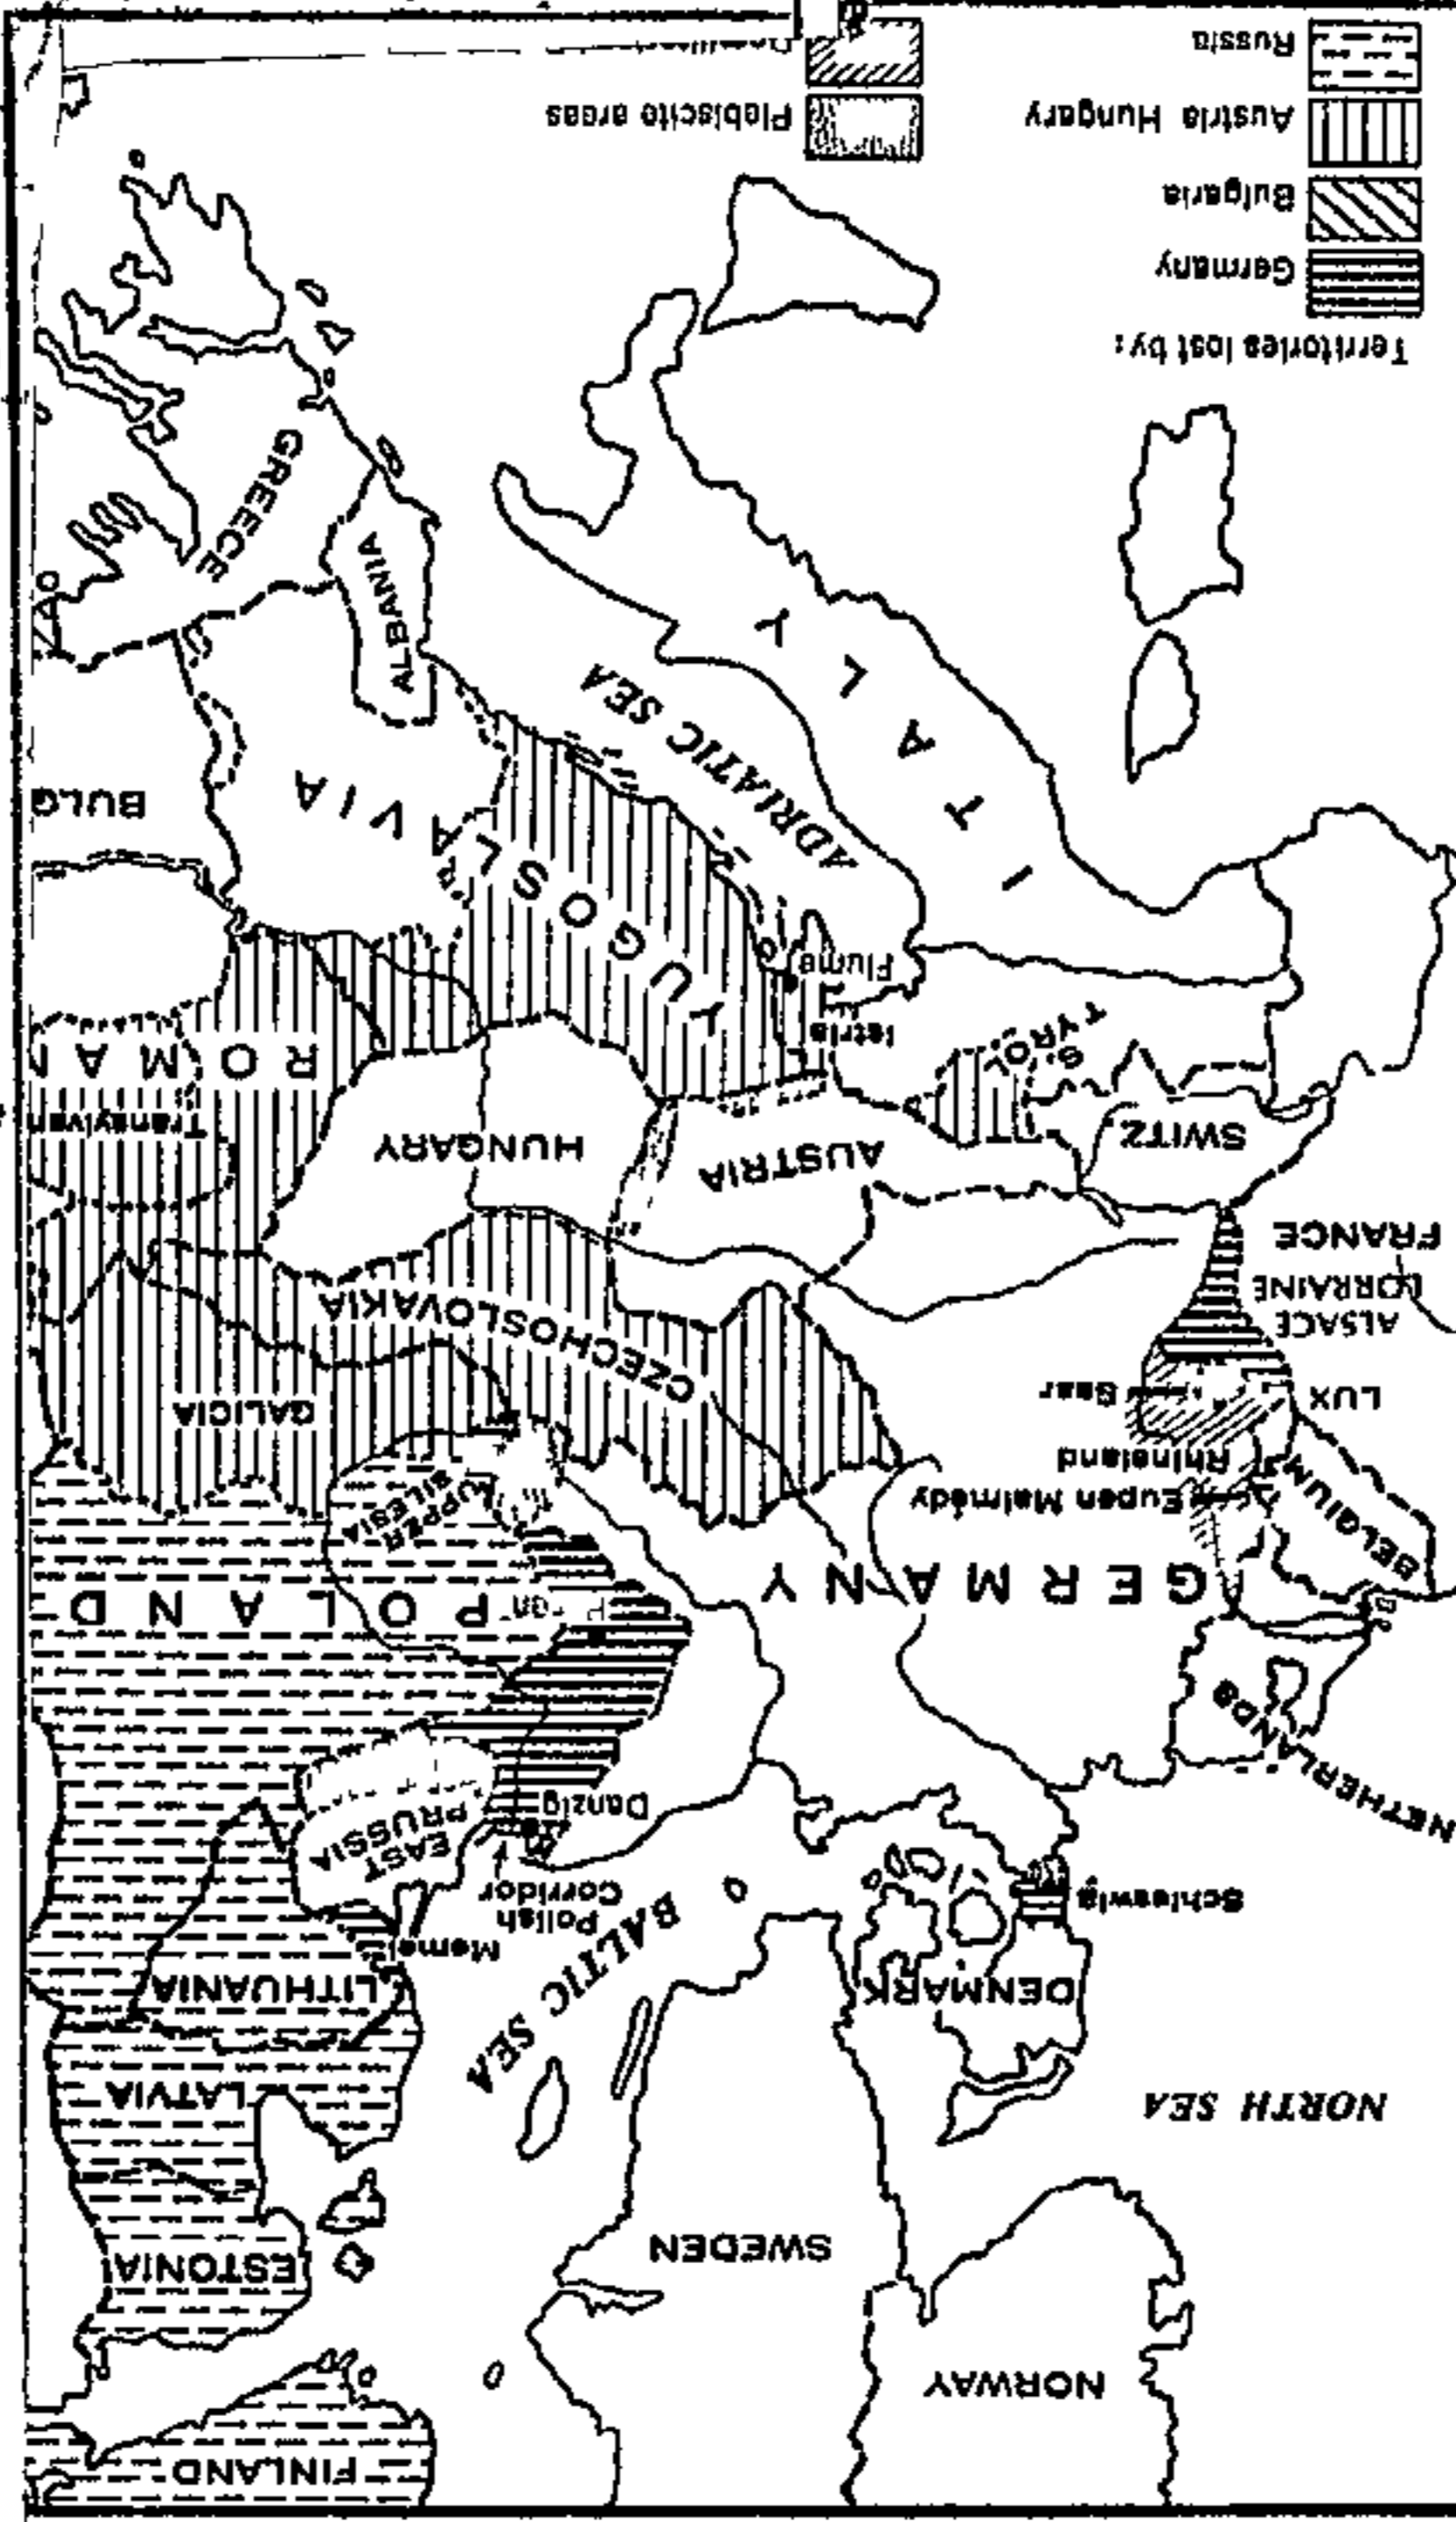 FINLAND
NORWAY
SWEDEN
ESTONIA
NORTH SEA
LATVIA
BALTIC SEA
DENMARK
LITHUANIA
Schleswig
Memel
Polish
Corridor
EAST
PRUSSIA
Danzig
NETHERLANDS
GERMANY
POLAND
BELGIUM
Eupen Malmédy
UPPER
SILESIA
Rhineland
LUX
Saar
GALICIA
CZECHOSLOVAKIA
ALSACE
LORRAINE
FRANCE
SWITZ
AUSTRIA
HUNGARY
Transylvan
S. TYROL
ROMAN
Istria
Fiume
YUGOSLAVIA
ITALY
ADRIATIC SEA
BULG
ALBANIA
GREECE
Territories lost by:
Germany
Bulgaria
Austria Hungary
Russia
Plebiscite areas